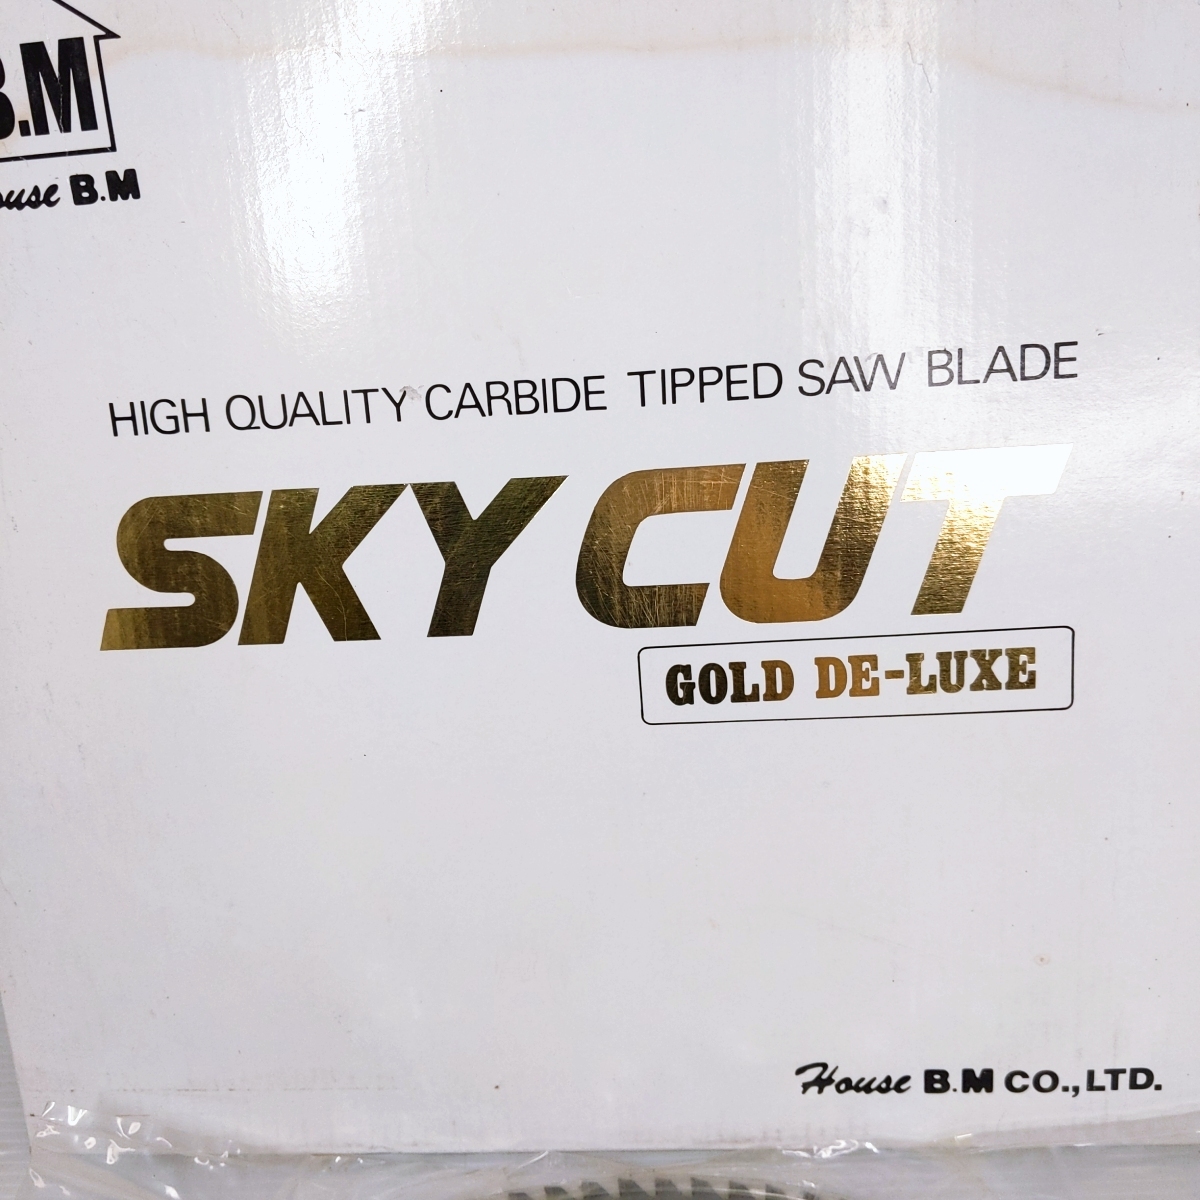 B.M
House B.M
HIGH QUALITY CARBIDE TIPPED SAW BLADE
SKY CUT
GOLD DE-LUXE
House B.M CO.,LTD.